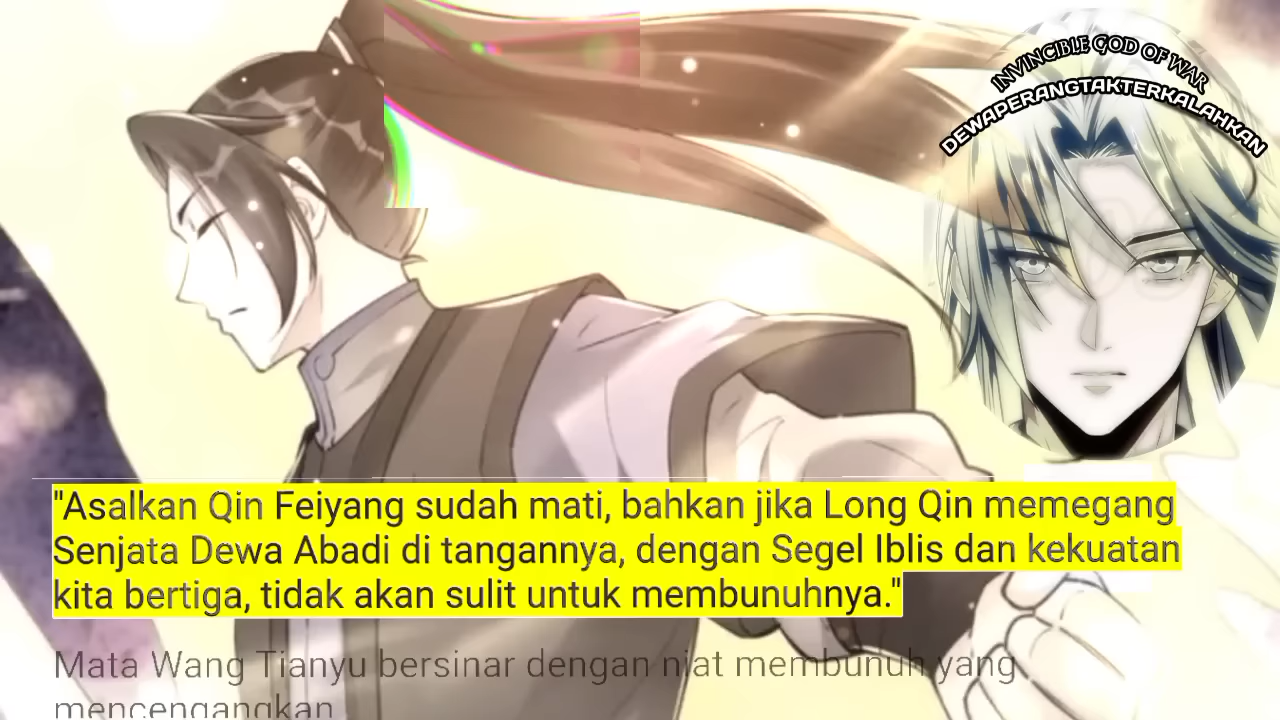 INVINCIBLE GOD OF WAR
DEWAPERANGTAKTERKALAHKAN
"Asalkan Qin Feiyang sudah mati, bahkan jika Long Qin memegang
Senjata Dewa Abadi di tangannya, dengan Segel Iblis dan kekuatan
kita bertiga, tidak akan sulit untuk membunuhnya."
Mata Wang Tianyu bersinar dengan niat membunuh yang
mencengangkan